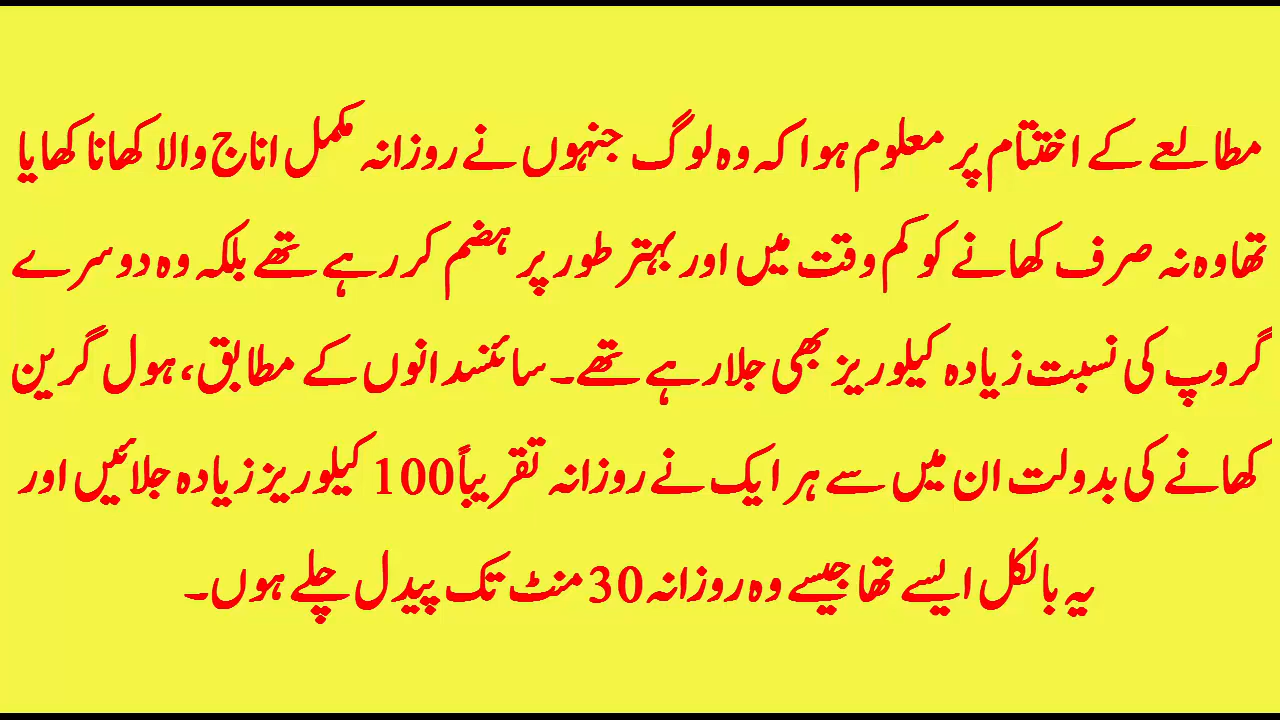 مطالعے کے اختتام پر معلوم ہوا کہ وہ لوگ جنہوں نے روزانہ مکمل اناج والا کھانا کھایا
تھا وہ نہ صرف کھانے کو کم وقت میں اور بہتر طور پر ہضم کر رہے تھے بلکہ وہ دوسرے
گروپ کی نسبت زیادہ کیلوریز بھی جلا رہے تھے۔ سائنسدانوں کے مطابق، ہول گرین
کھانے کی بدولت ان میں سے ہر ایک نے روزانہ تقریباً 100 کیلوریز زیادہ جلائیں اور
یہ بالکل ایسے تھا جیسے وہ روزانہ 30 منٹ تک پیدل چلے ہوں۔